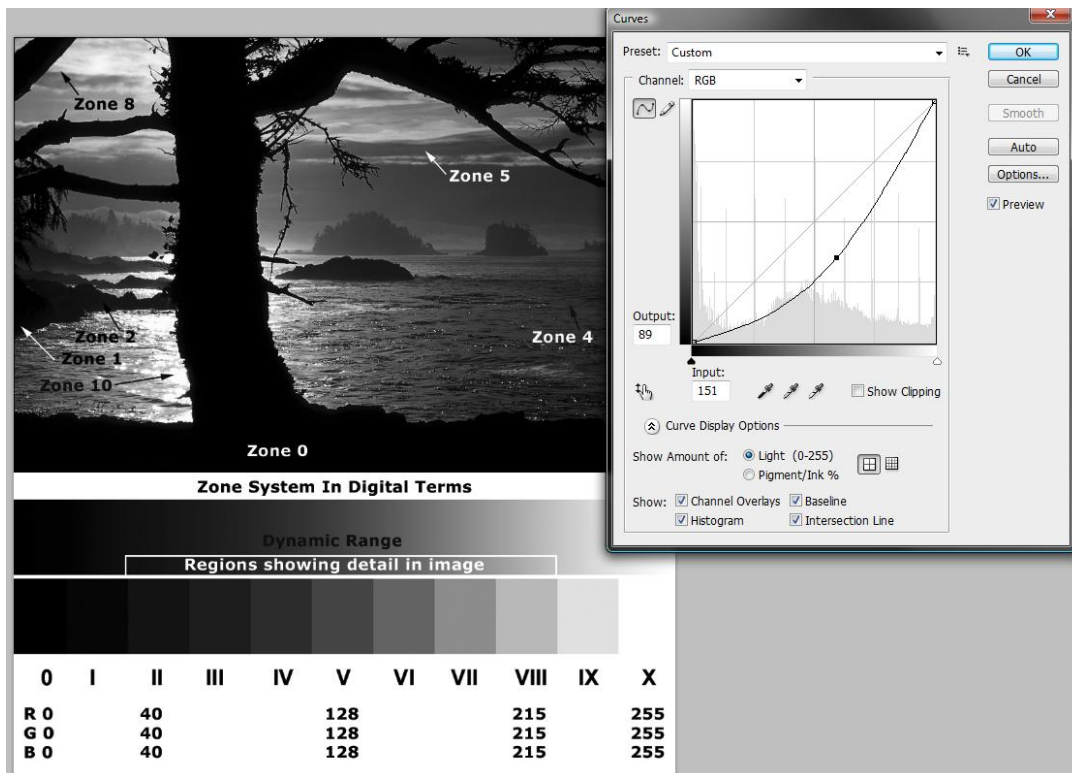 Curves
Preset: Custom
OK
Channel: RGB
Cancel
Smooth
Auto
Options...
Preview
Output:
89
Input:
151
Show Clipping
Curve Display Options
Show Amount of: Light (0-255)
Pigment/Ink %
Show: Channel Overlays Baseline
Histogram Intersection Line
Zone 8
Zone 5
Zone 2
Zone 4
Zone 1
Zone 10
Zone 0
Zone System In Digital Terms
Dynamic Range
Regions showing detail in image
0 I II III IV V VI VII VIII IX X
R 0 40 128 215 255
G 0 40 128 215 255
B 0 40 128 215 255